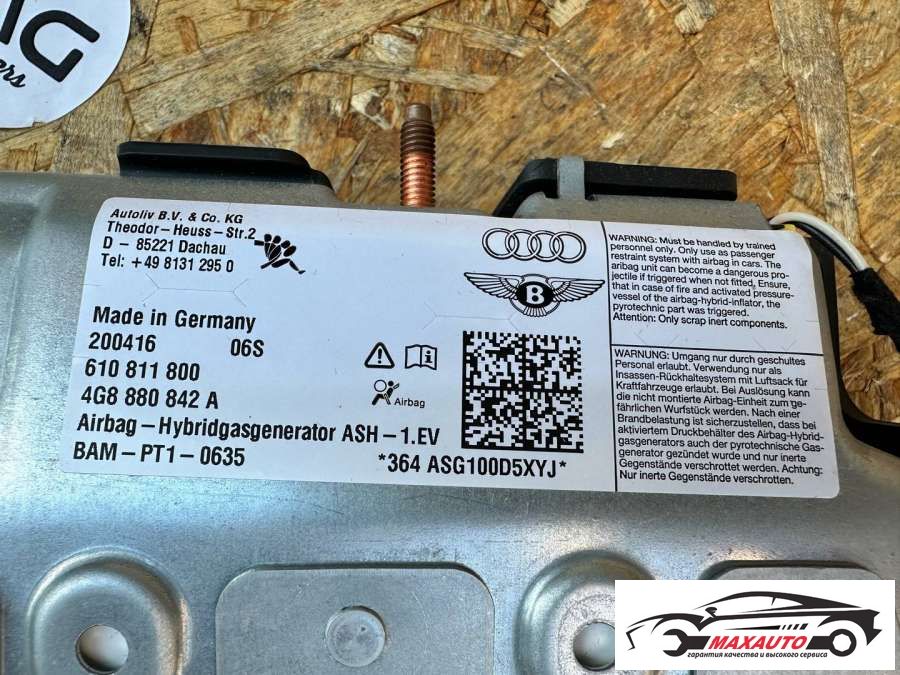 NG
ers
Autoliv B.V. & Co. KG
Theodor-Heuss-Str.2
D - 85221 Dachau
Tel: +49 8131 295 0
Made in Germany
200416 06S
610 811 800
4G8 880 842 A
Airbag-Hybridgasgenerator ASH-1.EV
BAM-PT1-0635
*364 ASG100D5XYJ*
Airbag
B
WARNING: Must be handled by trained
personnel only. Only use as passenger
restraint system with airbag in cars. The
aribag unit can become a dangerous pro-
jectile if triggered when not fitted, Ensure,
that in case of fire and activated pressure-
vessel of the airbag-hybrid-inflator, the
pyrotechnic part was triggered.
Attention: Only scrap inert components.
WARNUNG: Umgang nur durch geschultes
Personal erlaubt. Verwendung nur als
Insassen-Rückhaltesystem mit Luftsack für
Kraftfahrzeuge erlaubt. Bei Auslösung kann
die nicht montierte Airbag-Einheit zum ge-
fährlichen Wurfstück werden. Nach einer
Brandbelastung ist sicherzustellen, dass bei
aktiviertem Druckbehälter des Airbag-Hybrid-
gasgenerators auch der pyrotechnische Gas-
generator gezündet wurde und nur inerte
Gegenstände verschrottet werden. Achtung:
Nur inerte Gegenstände verschrotten.
MAXAUTO
гарантия качества и высокого сервиса